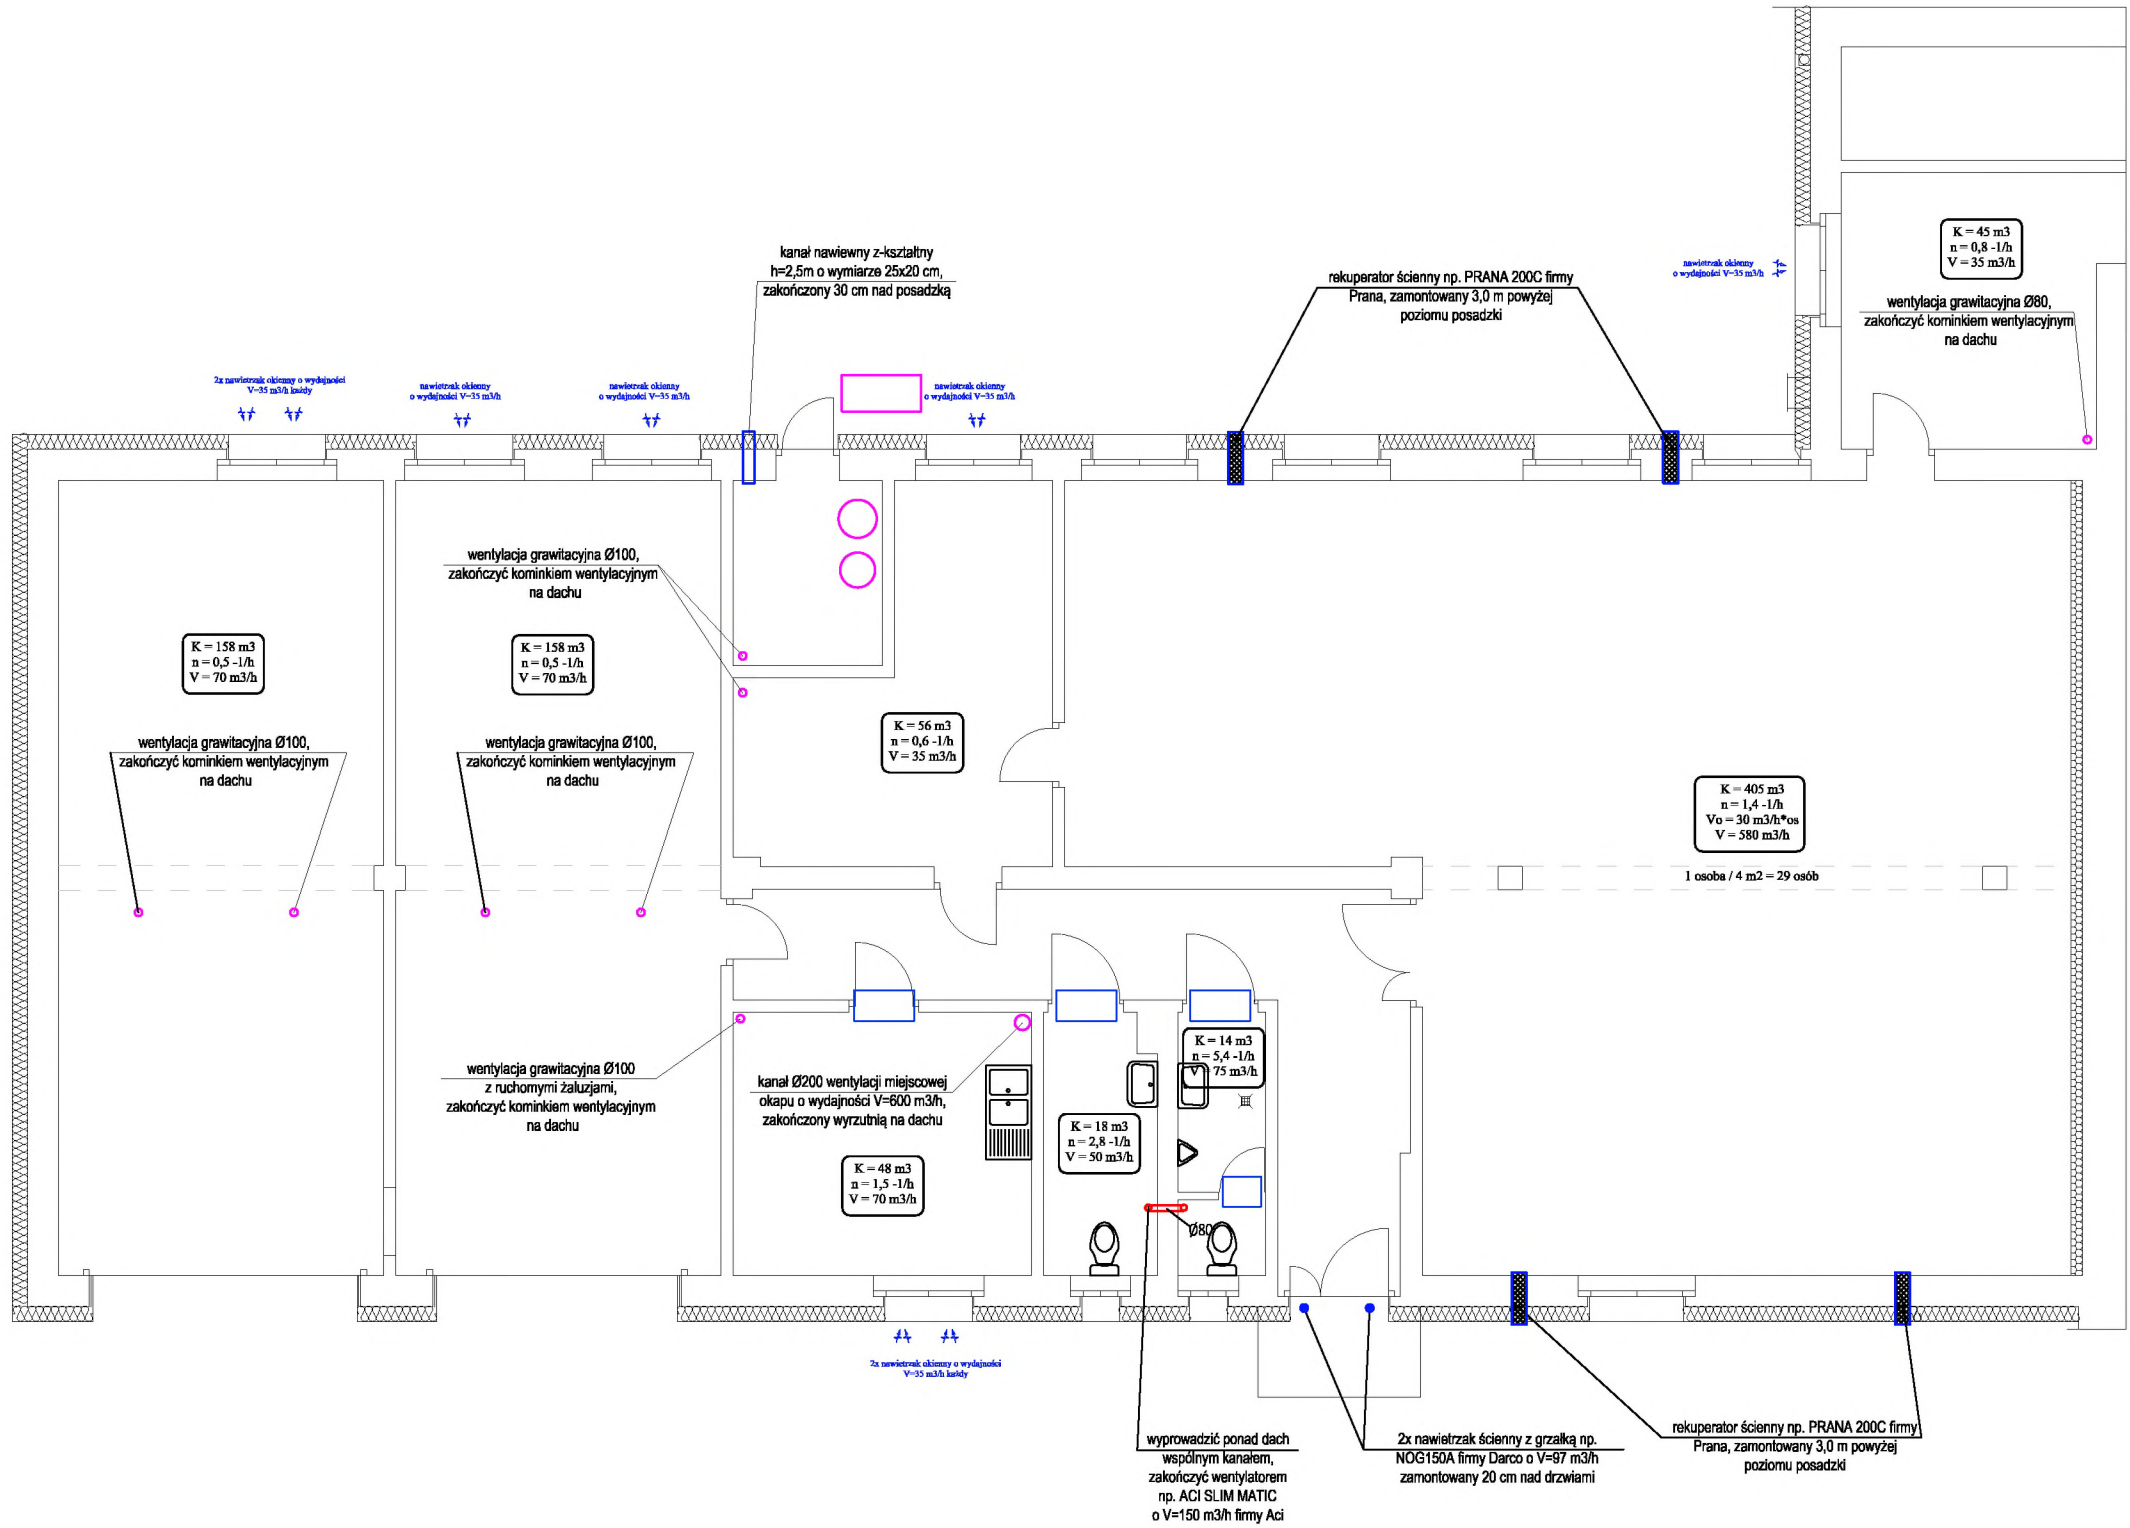 kanał nawiewny z-kształtny
h=2,5m o wymiarze 25x20 cm,
zakończony 30 cm nad posadzką
rekuperator ścienny np. PRANA 200C firmy
Prana, zamontowany 3,0 m powyżej
poziomu posadzki
nawietrzak okienny
o wydajności V=35 m3/h
K = 45 m3
n = 0,8 -1/h
V = 35 m3/h
wentylacja grawitacyjna Ø80,
zakończyć kominkiem wentylacyjnym
na dachu
2x nawietrzak okienny o wydajności
V=35 m3/h każdy
nawietrzak okienny
o wydajności V=35 m3/h
nawietrzak okienny
o wydajności V=35 m3/h
nawietrzak okienny
o wydajności V=35 m3/h
wentylacja grawitacyjna Ø100,
zakończyć kominkiem wentylacyjnym
na dachu
K = 158 m3
n = 0,5 -1/h
V = 70 m3/h
K = 158 m3
n = 0,5 -1/h
V = 70 m3/h
wentylacja grawitacyjna Ø100,
zakończyć kominkiem wentylacyjnym
na dachu
wentylacja grawitacyjna Ø100,
zakończyć kominkiem wentylacyjnym
na dachu
K = 56 m3
n = 0,6 -1/h
V = 35 m3/h
K = 405 m3
n = 1,4 -1/h
Vo = 30 m3/h*os
V = 580 m3/h
1 osoba / 4 m2 = 29 osób
wentylacja grawitacyjna Ø100
z ruchomymi żaluzjami,
zakończyć kominkiem wentylacyjnym
na dachu
kanał Ø200 wentylacji miejscowej
okapu o wydajności V=600 m3/h,
zakończony wyrzutnią na dachu
K = 48 m3
n = 1,5 -1/h
V = 70 m3/h
K = 18 m3
n = 2,8 -1/h
V = 50 m3/h
K = 14 m3
n = 5,4 -1/h
V = 75 m3/h
Ø80
2x nawietrzak okienny o wydajności
V=35 m3/h każdy
wyprowadzić ponad dach
wspólnym kanałem,
zakończyć wentylatorem
np. ACI SLIM MATIC
o V=150 m3/h firmy Aci
2x nawietrzak ścienny z grzałką np.
NOG150A firmy Darco o V=97 m3/h
zamontowany 20 cm nad drzwiami
rekuperator ścienny np. PRANA 200C firmy
Prana, zamontowany 3,0 m powyżej
poziomu posadzki